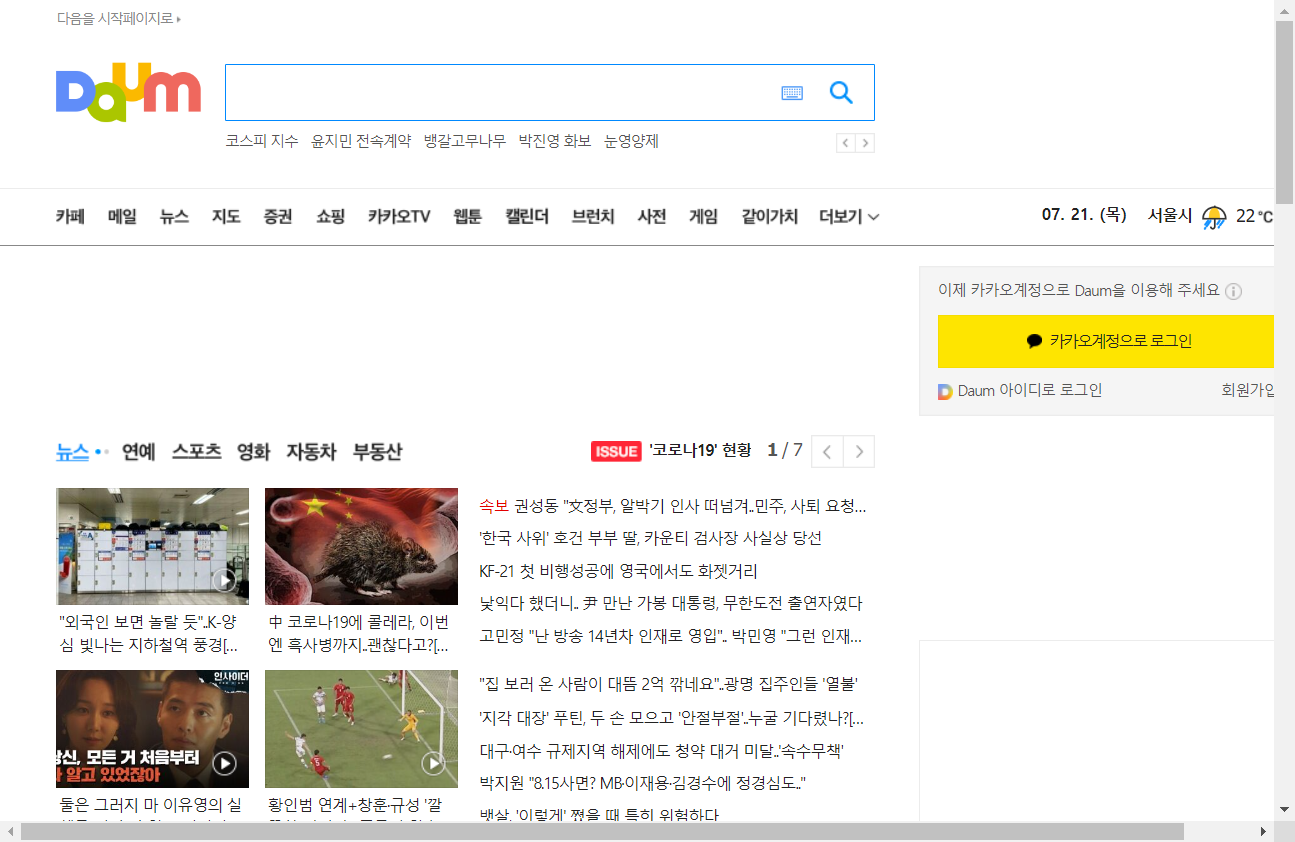 다음을 시작페이지로
Daum
코스피 지수 윤지민 전속계약 뱅갈고무나무 박진영 화보 눈영양제
카페 메일 뉴스 지도 증권 쇼핑 카카오TV 웹툰 캘린더 브런치 사전 게임 같이가치 더보기
07. 21. (목) 서울시 22°C
이제 카카오계정으로 Daum을 이용해 주세요
카카오계정으로 로그인
Daum 아이디로 로그인 회원가입
뉴스 연예 스포츠 영화 자동차 부동산
ISSUE '코로나19' 현황 1 / 7
"외국인 보면 놀랄 듯"..K-양
심 빛나는 지하철역 풍경[...
中 코로나19에 콜레라, 이번
엔 흑사병까지..괜찮다고?[...
속보 권성동 "文정부, 알박기 인사 떠넘겨..민주, 사퇴 요청...
'한국 사위' 호건 부부 딸, 카운티 검사장 사실상 당선
KF-21 첫 비행성공에 영국에서도 화젯거리
낯익다 했더니.. 尹 만난 가봉 대통령, 무한도전 출연자였다
고민정 "난 방송 14년차 인재로 영입".. 박민영 "그런 인재...
인사이더
당신, 모든 거 처음부터
다 알고 있었잖아
둘은 그러지 마 이유영의 실
황인범 연계+창훈·규성 '깔
"집 보러 온 사람이 대뜸 2억 깎네요"..광명 집주인들 '열불'
'지각 대장' 푸틴, 두 손 모으고 '안절부절'..누굴 기다렸나?[...
대구·여수 규제지역 해제에도 청약 대거 미달..'속수무책'
박지원 "8.15사면? MB·이재용·김경수에 정경심도.."
뱃살, '이렇게' 쪘을 때 특히 위험하다